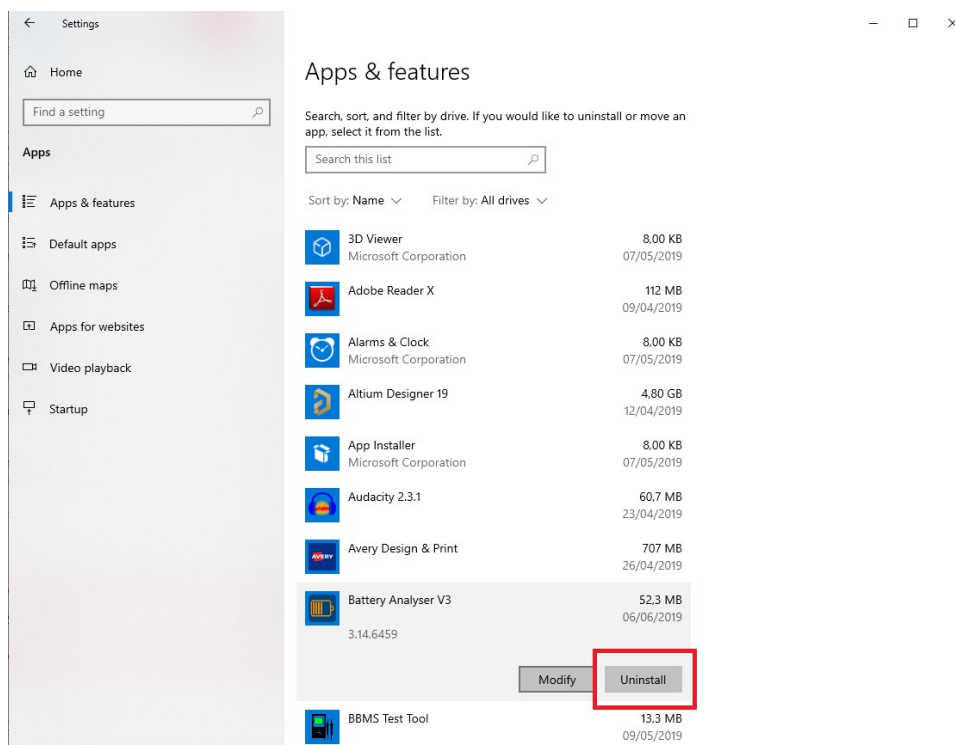 Settings
Home
Find a setting
Apps
Apps & features
Default apps
Offline maps
Apps for websites
Video playback
Startup
Apps & features
Search, sort, and filter by drive. If you would like to uninstall or move an
app, select it from the list.
Search this list
Sort by: Name
Filter by: All drives
3D Viewer 8,00 KB
Microsoft Corporation 07/05/2019
Adobe Reader X 112 MB
09/04/2019
Alarms & Clock 8,00 KB
Microsoft Corporation 07/05/2019
Altium Designer 19 4,80 GB
12/04/2019
App Installer 8,00 KB
Microsoft Corporation 07/05/2019
Audacity 2.3.1 60,7 MB
23/04/2019
AVERY
Avery Design & Print 707 MB
26/04/2019
Battery Analyser V3 52,3 MB
06/06/2019
3.14.6459
Modify Uninstall
BBMS Test Tool 13,3 MB
09/05/2019